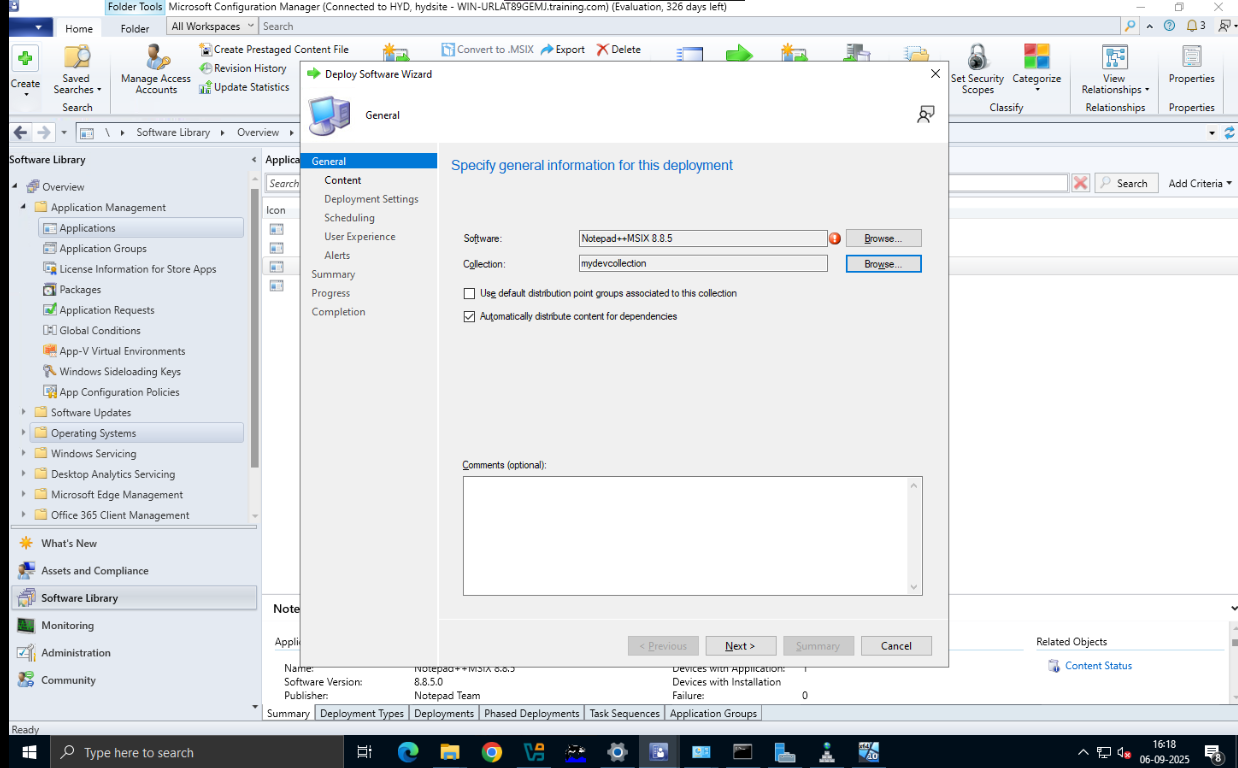 Folder Tools Microsoft Configuration Manager (Connected to HYD, hydsite - WIN-URLAT89GEMJ.training.com) (Evaluation, 326 days left)
Home Folder All Workspaces Search 3
Create
Saved Searches
Search
Manage Access Accounts
Create Prestaged Content File
Revision History
Update Statistics
Convert to .MSIX Export Delete
Set Security Scopes
Categorize
Classify
View Relationships
Relationships
Properties
Properties
\ Software Library Overview
Software Library
Overview
Application Management
Applications
Application Groups
License Information for Store Apps
Packages
Application Requests
Global Conditions
App-V Virtual Environments
Windows Sideloading Keys
App Configuration Policies
Software Updates
Operating Systems
Windows Servicing
Desktop Analytics Servicing
Microsoft Edge Management
Office 365 Client Management
What's New
Assets and Compliance
Software Library
Monitoring
Administration
Community
Applica
Search
Icon
Search Add Criteria
Deploy Software Wizard
General
General
Content
Deployment Settings
Scheduling
User Experience
Alerts
Summary
Progress
Completion
Specify general information for this deployment
Software: Notepad++MSIX 8.8.5 Browse...
Collection: mydevcollection Browse...
Use default distribution point groups associated to this collection
Automatically distribute content for dependencies
Comments (optional):
< Previous Next > Summary Cancel
Note
Appli
Name: Notepad++MSIX 8.8.5
Software Version: 8.8.5.0
Publisher: Notepad Team
Devices with Application: 1
Devices with Installation
Failure: 0
Related Objects
Content Status
Summary Deployment Types Deployments Phased Deployments Task Sequences Application Groups
Ready
Type here to search
16:18
06-09-2025
8